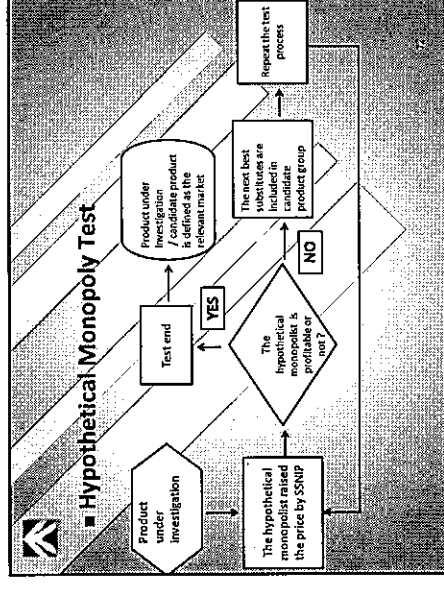 ■ Hypothetical Monopoly Test
Product
under
investigation
The hypothetical
monopolist raised
the price by SSNIP
The
hypothetical
monopolist is
profitable or
not ?
YES
Test end
Product under
Investigation
/ candidate product
is defined as the
relevant market
NO
The next best
substitutes are
included in
candidate
product group
Repeat the test
process